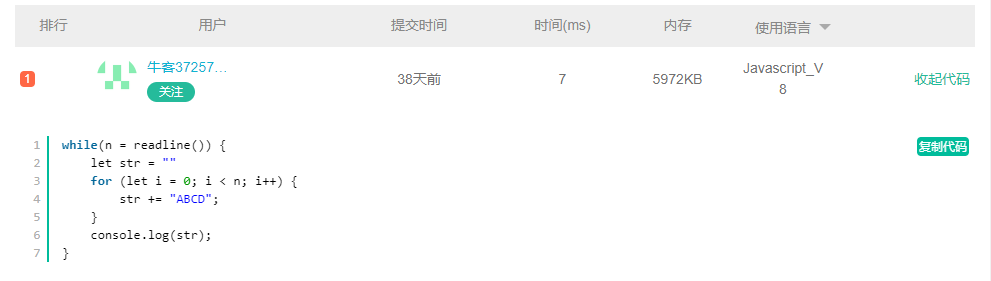 排行 用户 提交时间 时间(ms) 内存 使用语言
1 牛客37257... 38天前 7 5972KB Javascript_V8 收起代码
关注
复制代码
1 while(n = readline()) {
2     let str = ""
3     for (let i = 0; i < n; i++) {
4         str += "ABCD";
5     }
6     console.log(str);
7 }